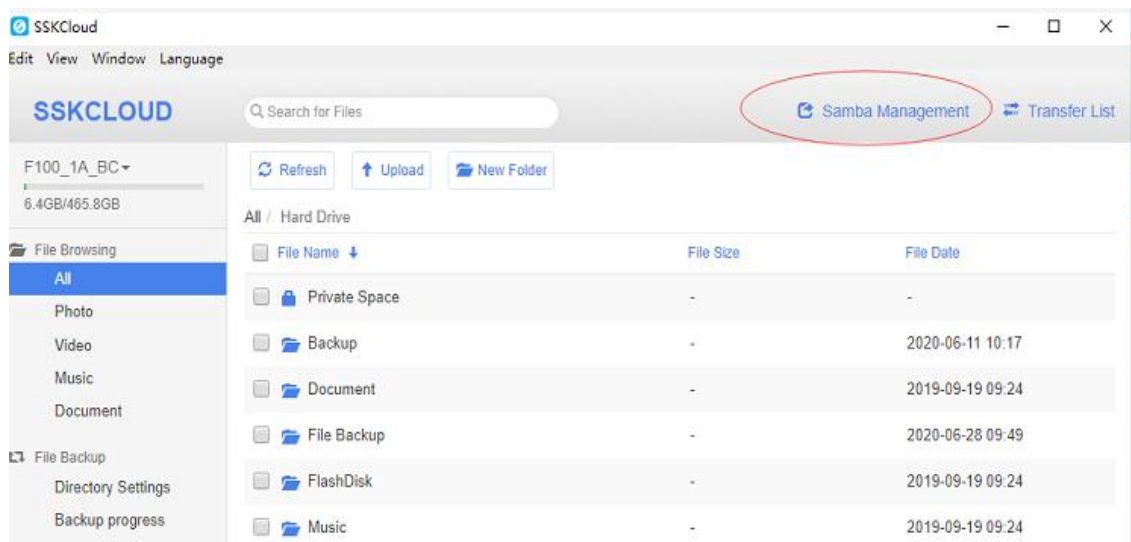 SSKCloud
Edit View Window Language
SSKCLOUD
Search for Files
Samba Management
Transfer List
F100_1A_BC
6.4GB/465.8GB
Refresh
Upload
New Folder
All / Hard Drive
File Browsing
All
Photo
Video
Music
Document
File Backup
Directory Settings
Backup progress
File Name File Size File Date
Private Space - -
Backup - 2020-06-11 10:17
Document - 2019-09-19 09:24
File Backup - 2020-06-28 09:49
FlashDisk - 2019-09-19 09:24
Music - 2019-09-19 09:24